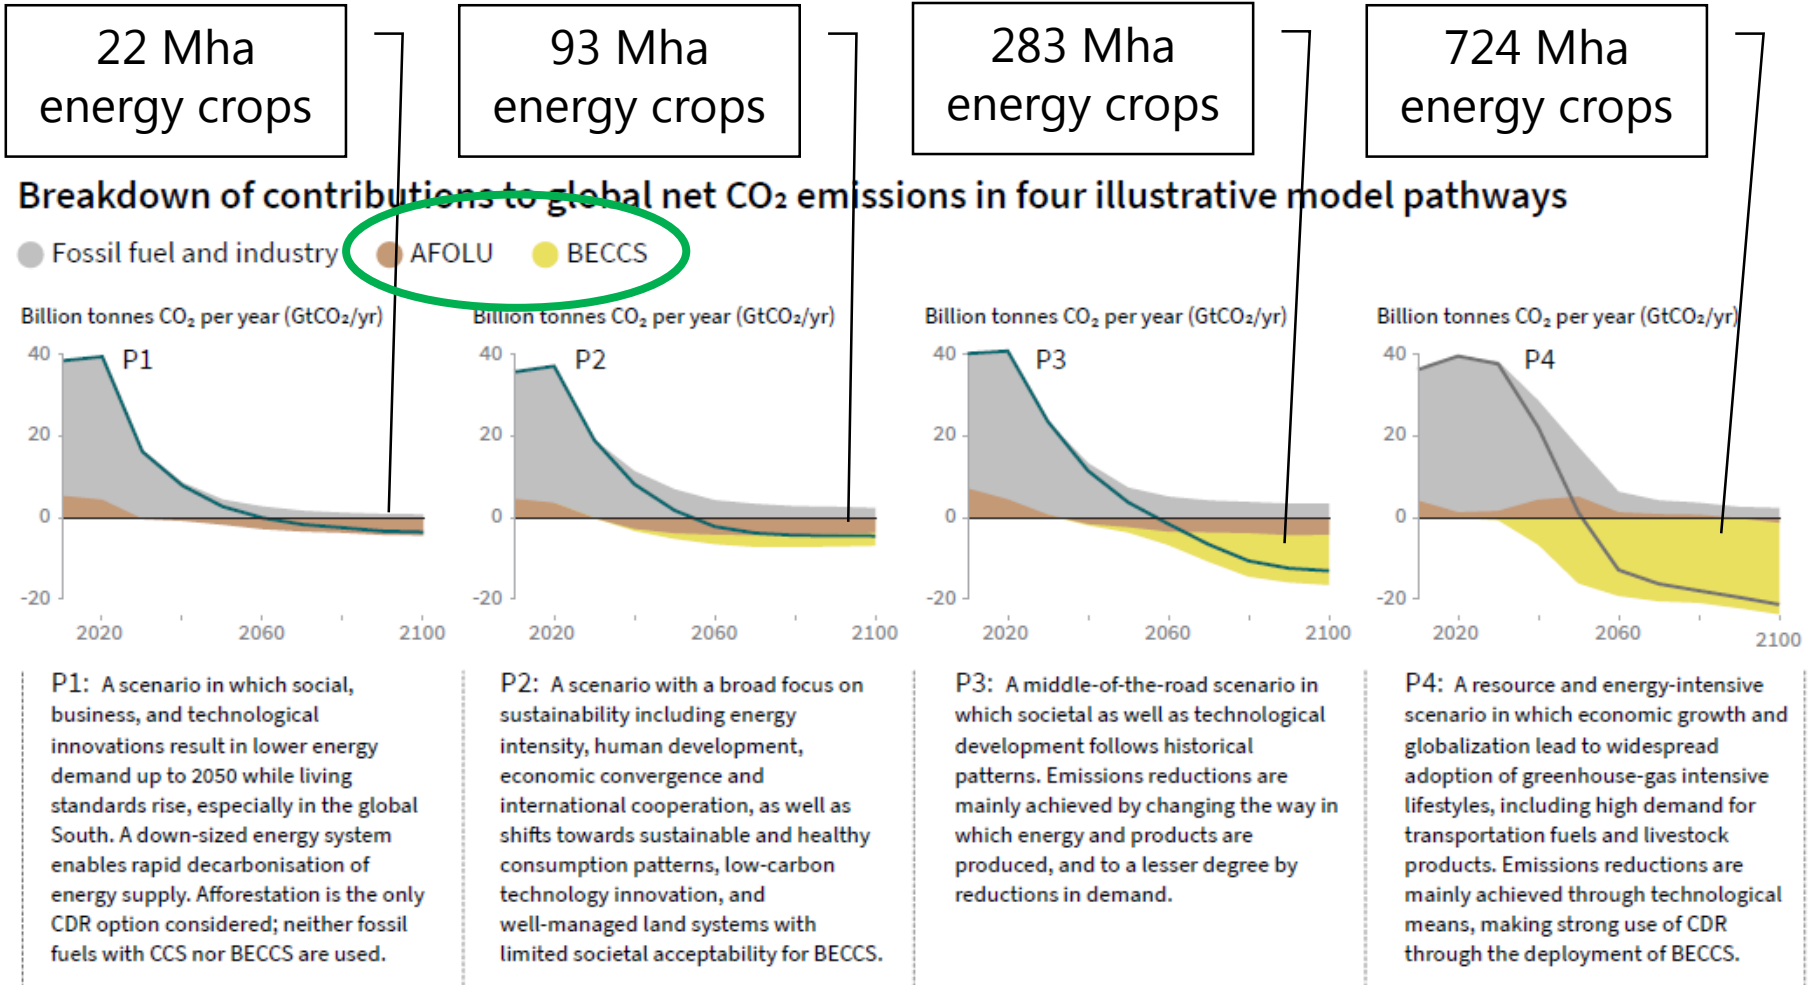 22 Mha
energy crops
93 Mha
energy crops
283 Mha
energy crops
724 Mha
energy crops
Breakdown of contributions to global net CO₂ emissions in four illustrative model pathways
Fossil fuel and industry AFOLU BECCS
Billion tonnes CO₂ per year (GtCO₂/yr)
40
P1
20
0
-20
2020 2060 2100
Billion tonnes CO₂ per year (GtCO₂/yr)
40
P2
20
0
-20
2020 2060 2100
Billion tonnes CO₂ per year (GtCO₂/yr)
40
P3
20
0
-20
2020 2060 2100
Billion tonnes CO₂ per year (GtCO₂/yr)
40
P4
20
0
-20
2020 2060 2100
P1: A scenario in which social,
business, and technological
innovations result in lower energy
demand up to 2050 while living
standards rise, especially in the global
South. A down-sized energy system
enables rapid decarbonisation of
energy supply. Afforestation is the only
CDR option considered; neither fossil
fuels with CCS nor BECCS are used.
P2: A scenario with a broad focus on
sustainability including energy
intensity, human development,
economic convergence and
international cooperation, as well as
shifts towards sustainable and healthy
consumption patterns, low-carbon
technology innovation, and
well-managed land systems with
limited societal acceptability for BECCS.
P3: A middle-of-the-road scenario in
which societal as well as technological
development follows historical
patterns. Emissions reductions are
mainly achieved by changing the way in
which energy and products are
produced, and to a lesser degree by
reductions in demand.
P4: A resource and energy-intensive
scenario in which economic growth and
globalization lead to widespread
adoption of greenhouse-gas intensive
lifestyles, including high demand for
transportation fuels and livestock
products. Emissions reductions are
mainly achieved through technological
means, making strong use of CDR
through the deployment of BECCS.